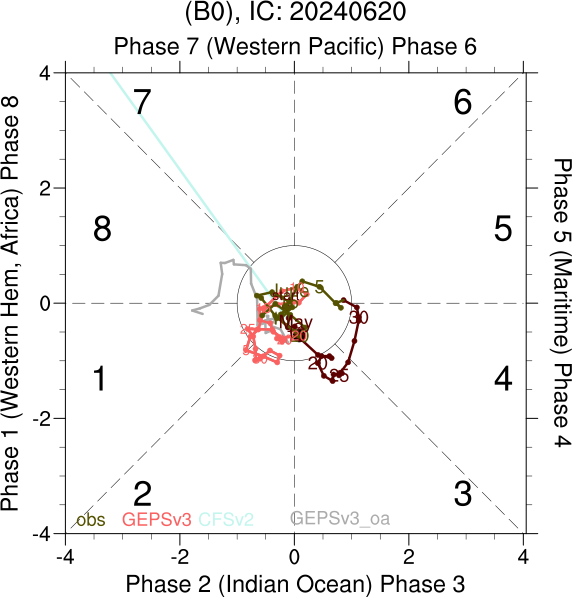 (B0), IC: 20240620
Phase 7 (Western Pacific) Phase 6
Phase 1 (Western Hem, Africa) Phase 8
Phase 5 (Maritime) Phase 4
4
2
0
-2
-4
7
6
8
5
1
4
2
3
5
May
30
20
25
20
obs GEPSv3 CFSv2 GEPSv3_oa
-4 -2 0 2 4
Phase 2 (Indian Ocean) Phase 3